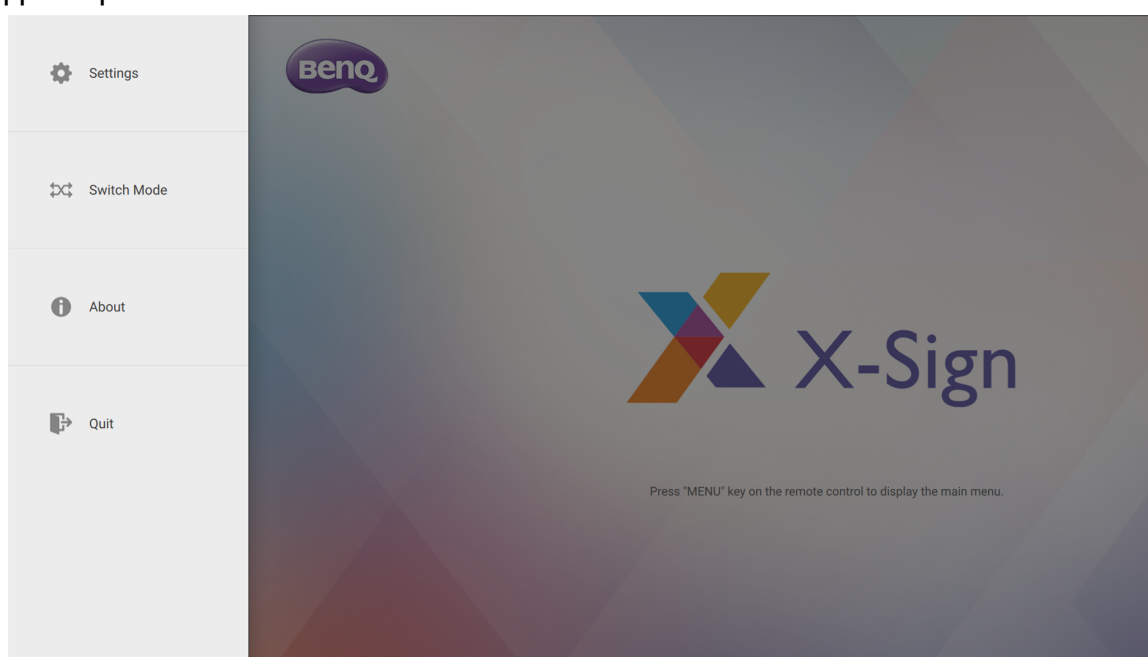 Settings
Switch Mode
About
Quit
BenQ
X-Sign
Press "MENU" key on the remote control to display the main menu.